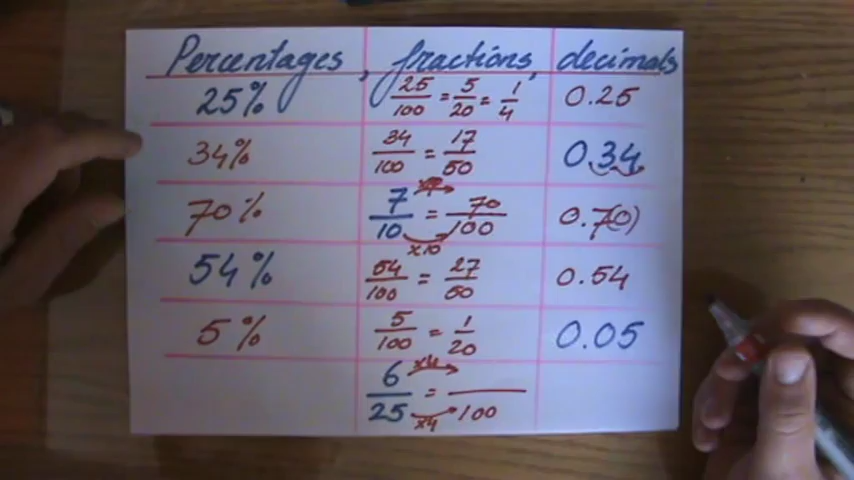 Percentages, fractions, decimals
25% 25/100 = 5/20 = 1/4 0.25
34% 34/100 = 17/50 0.34
70% 7/10 = 70/100 0.7(0)
x10
54% 54/100 = 27/50 0.54
5% 5/100 = 1/20 0.05
x4
6/25 = /100
x4